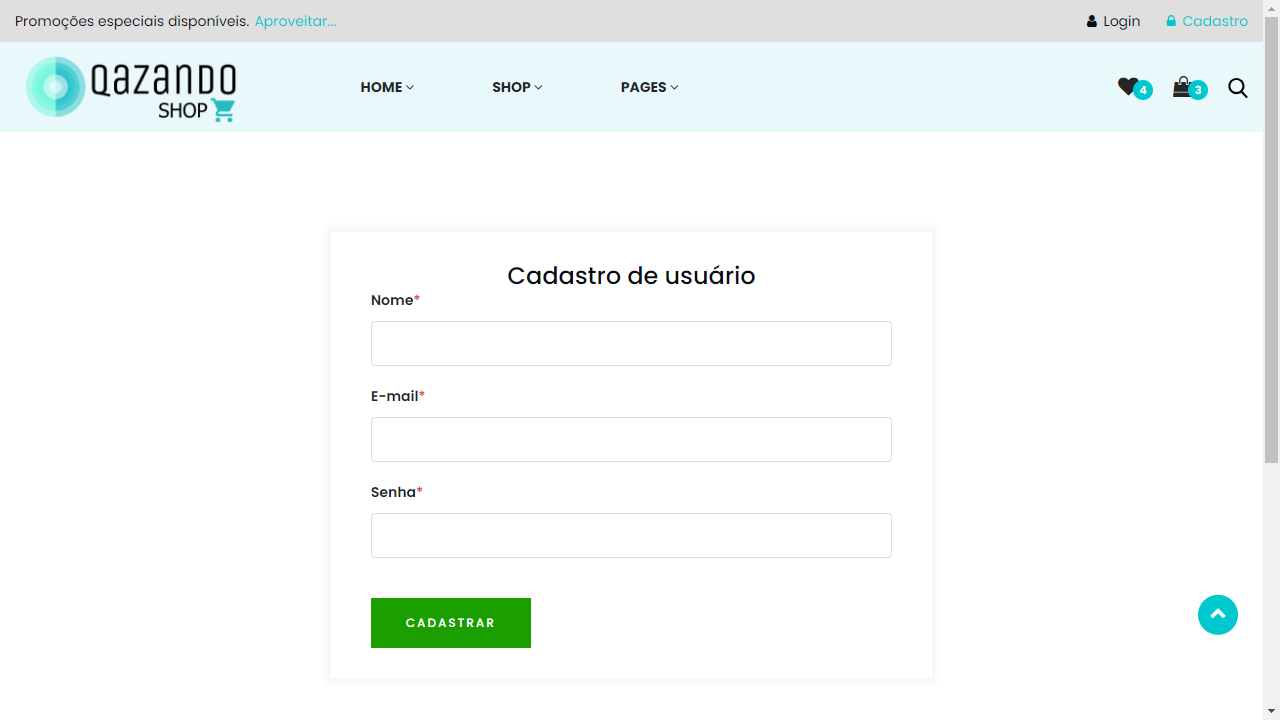 Promoções especiais disponíveis. Aproveitar...
Login
Cadastro
QAZANDO
SHOP
HOME
SHOP
PAGES
4
3
Cadastro de usuário
Nome*
E-mail*
Senha*
CADASTRAR